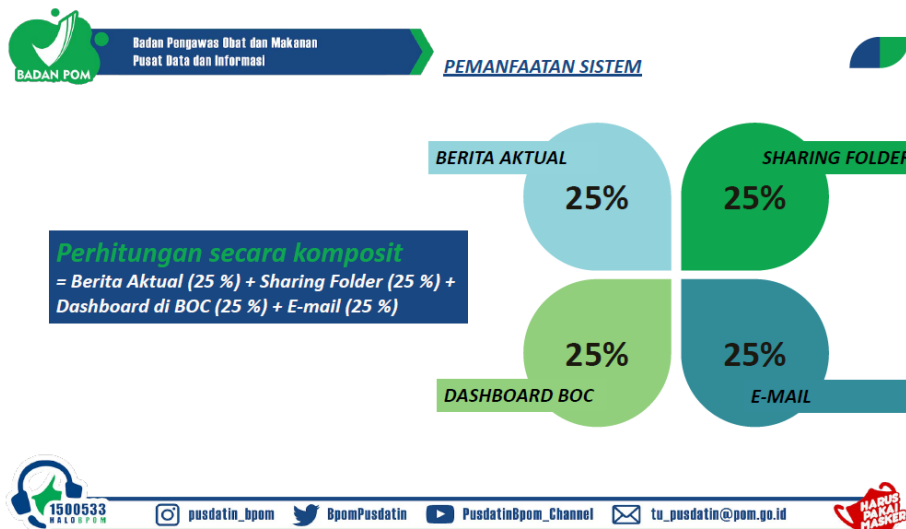 Badan Pengawas Obat dan Makanan
Pusat Data dan Informasi
BADAN POM
PEMANFAATAN SISTEM
BERITA AKTUAL
25%
SHARING FOLDER
25%
Perhitungan secara komposit
= Berita Aktual (25 %) + Sharing Folder (25 %) +
Dashboard di BOC (25 %) + E-mail (25 %)
25%
DASHBOARD BOC
25%
E-MAIL
1500533
HALOBPOM
pusdatin_bpom
BpomPusdatin
PusdatinBpom_Channel
tu_pusdatin@pom.go.id
HARUS
PAKAI
MASKER